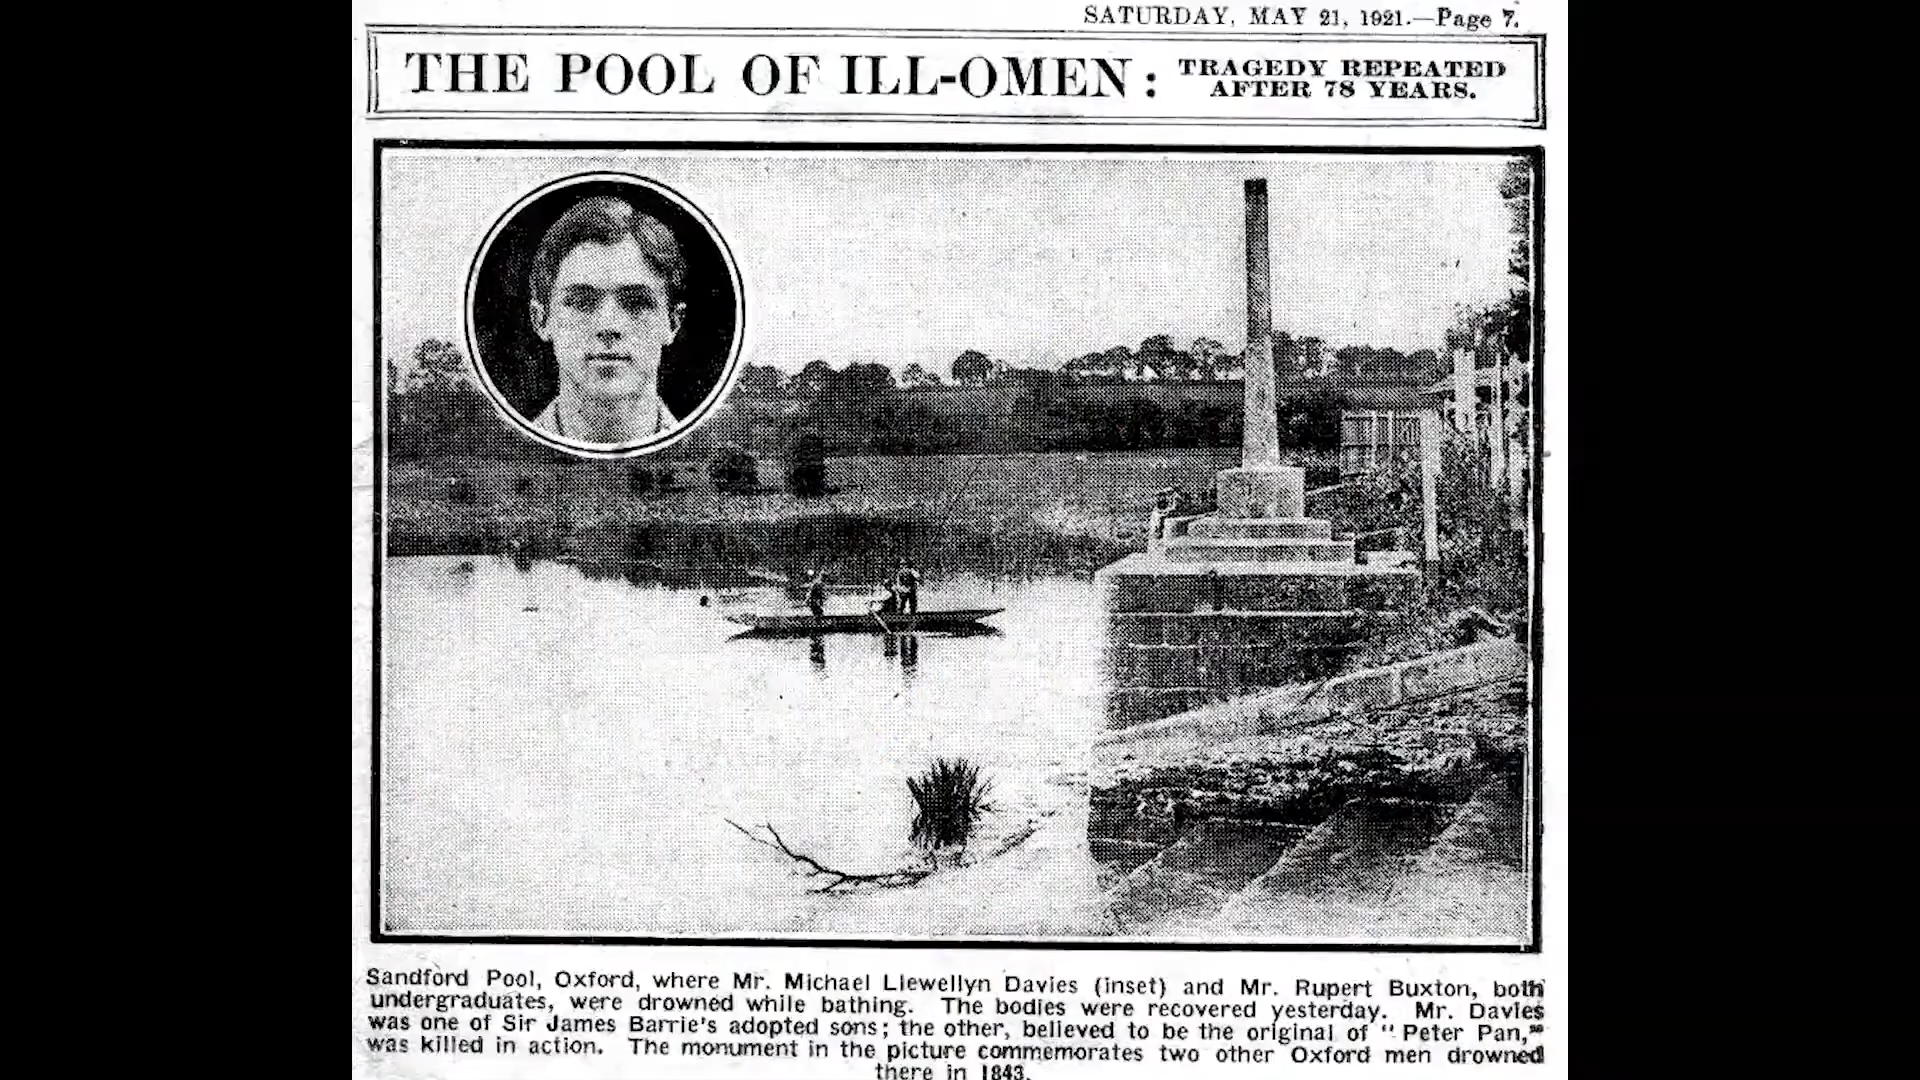 SATURDAY, MAY 21, 1921.—Page 7.
THE POOL OF ILL-OMEN: TRAGEDY REPEATED
AFTER 78 YEARS.
Sandford Pool, Oxford, where Mr. Michael Llewellyn Davies (inset) and Mr. Rupert Buxton, both
undergraduates, were drowned while bathing. The bodies were recovered yesterday. Mr. Davies
was one of Sir James Barrie's adopted sons; the other, believed to be the original of "Peter Pan,"
was killed in action. The monument in the picture commemorates two other Oxford men drowned
there in 1843.